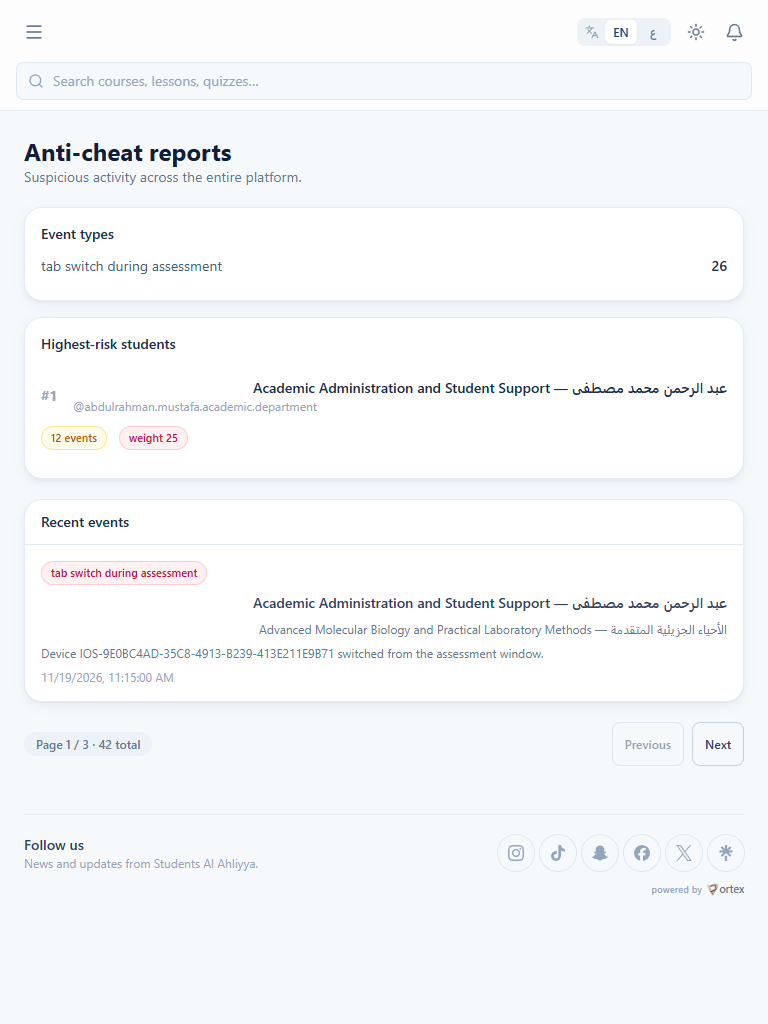 EN
ع
Search courses, lessons, quizzes...
Anti-cheat reports
Suspicious activity across the entire platform.
Event types
tab switch during assessment
26
Highest-risk students
#1
عبد الرحمن محمد مصطفى — Academic Administration and Student Support
@abdulrahman.mustafa.academic.department
12 events
weight 25
Recent events
tab switch during assessment
عبد الرحمن محمد مصطفى — Academic Administration and Student Support
الأحياء الجزيئية المتقدمة — Advanced Molecular Biology and Practical Laboratory Methods
Device IOS-9E0BC4AD-35C8-4913-B239-413E211E9B71 switched from the assessment window.
11/19/2026, 11:15:00 AM
Page 1 / 3 · 42 total
Previous
Next
Follow us
News and updates from Students Al Ahliyya.
powered by Vortex